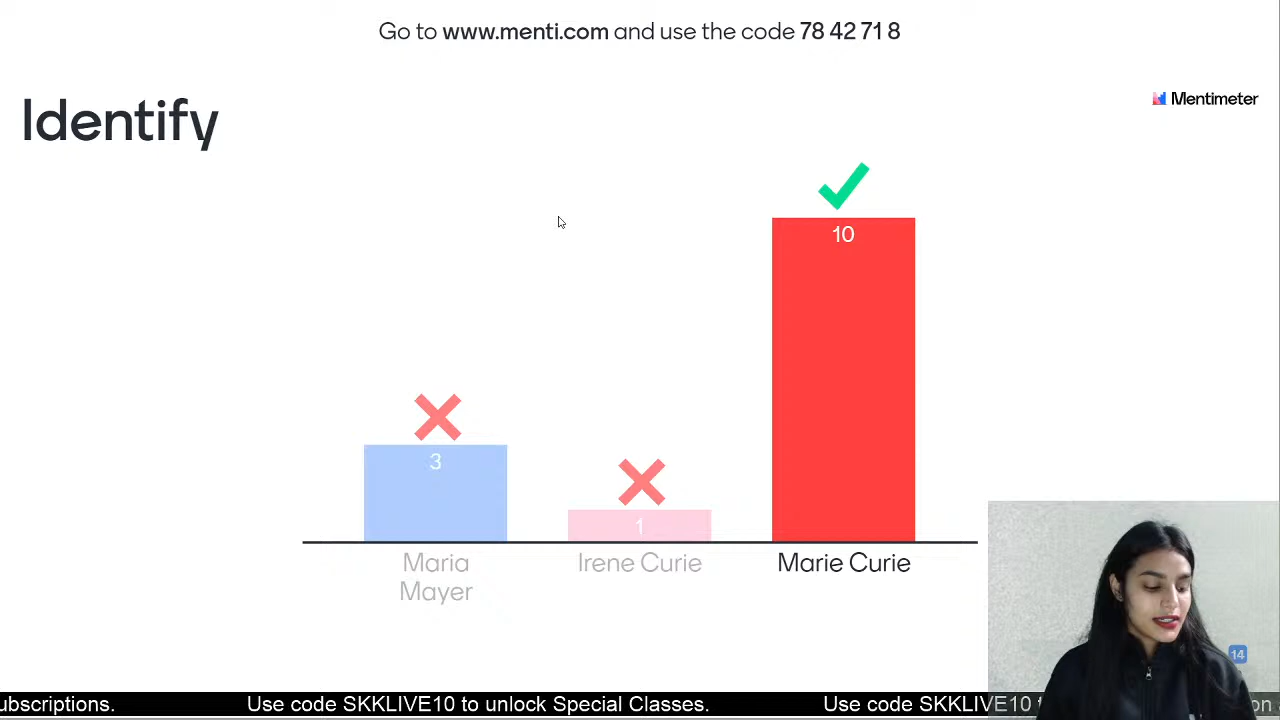 Go to www.menti.com and use the code 78 42 71 8
Identify
Mentimeter
10
3
1
Maria
Mayer
Irene Curie
Marie Curie
14
ubscriptions. Use code SKKLIVE10 to unlock Special Classes. Use code SKKLIVE10